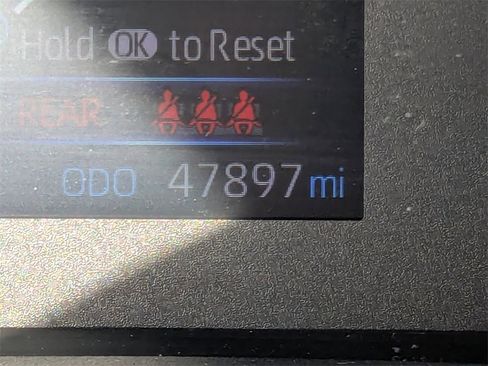 Hold OK to Reset
REAR
ODO 47897 mi